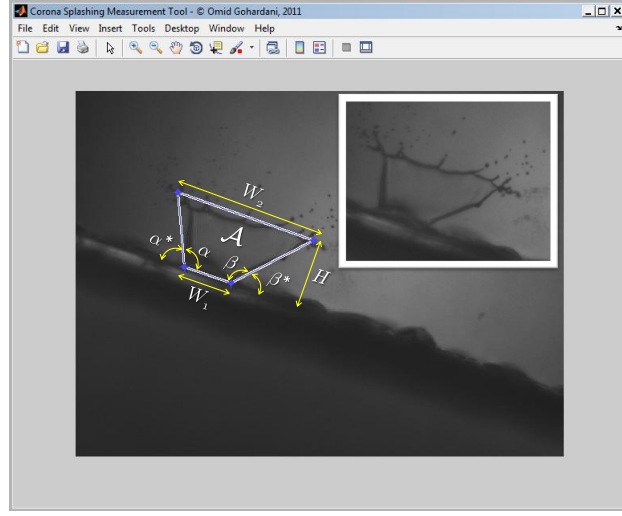 Corona Splashing Measurement Tool - © Omid Gohardani, 2011
File Edit View Insert Tools Desktop Window Help
W₂
α* α A β β* H
W₁